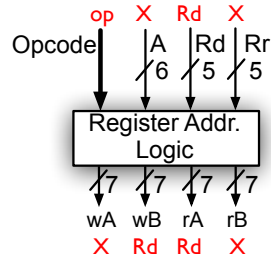 op X Rd X
Opcode A Rd Rr
6 5 5
Register Addr.
Logic
7 7 7 7
wA wB rA rB
X Rd Rd X